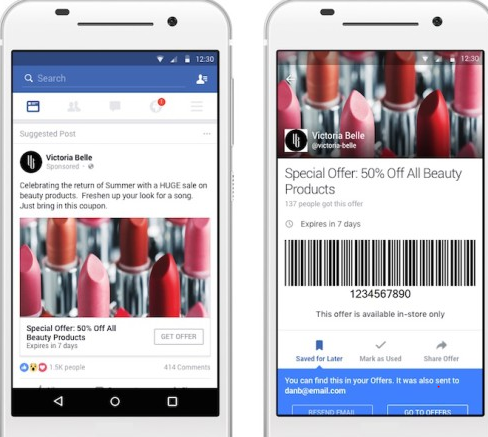 12:30
Search
Suggested Post
Victoria Belle
Sponsored
Celebrating the return of Summer with a HUGE sale on
beauty products. Freshen up your look for a song.
Just bring in this coupon.
Special Offer: 50% Off All
Beauty Products
Expires in 7 days
GET OFFER
1.5K people
414 Comments
12:30
Victoria Belle
@victoria-belle
Special Offer: 50% Off All Beauty
Products
137 people got this offer
Expires in 7 days
1234567890
This offer is available in-store only
Saved for Later
Mark as Used
Share Offer
You can find this in your Offers. It was also sent to
danb@email.com
RESEND EMAIL
GO TO OFFERS